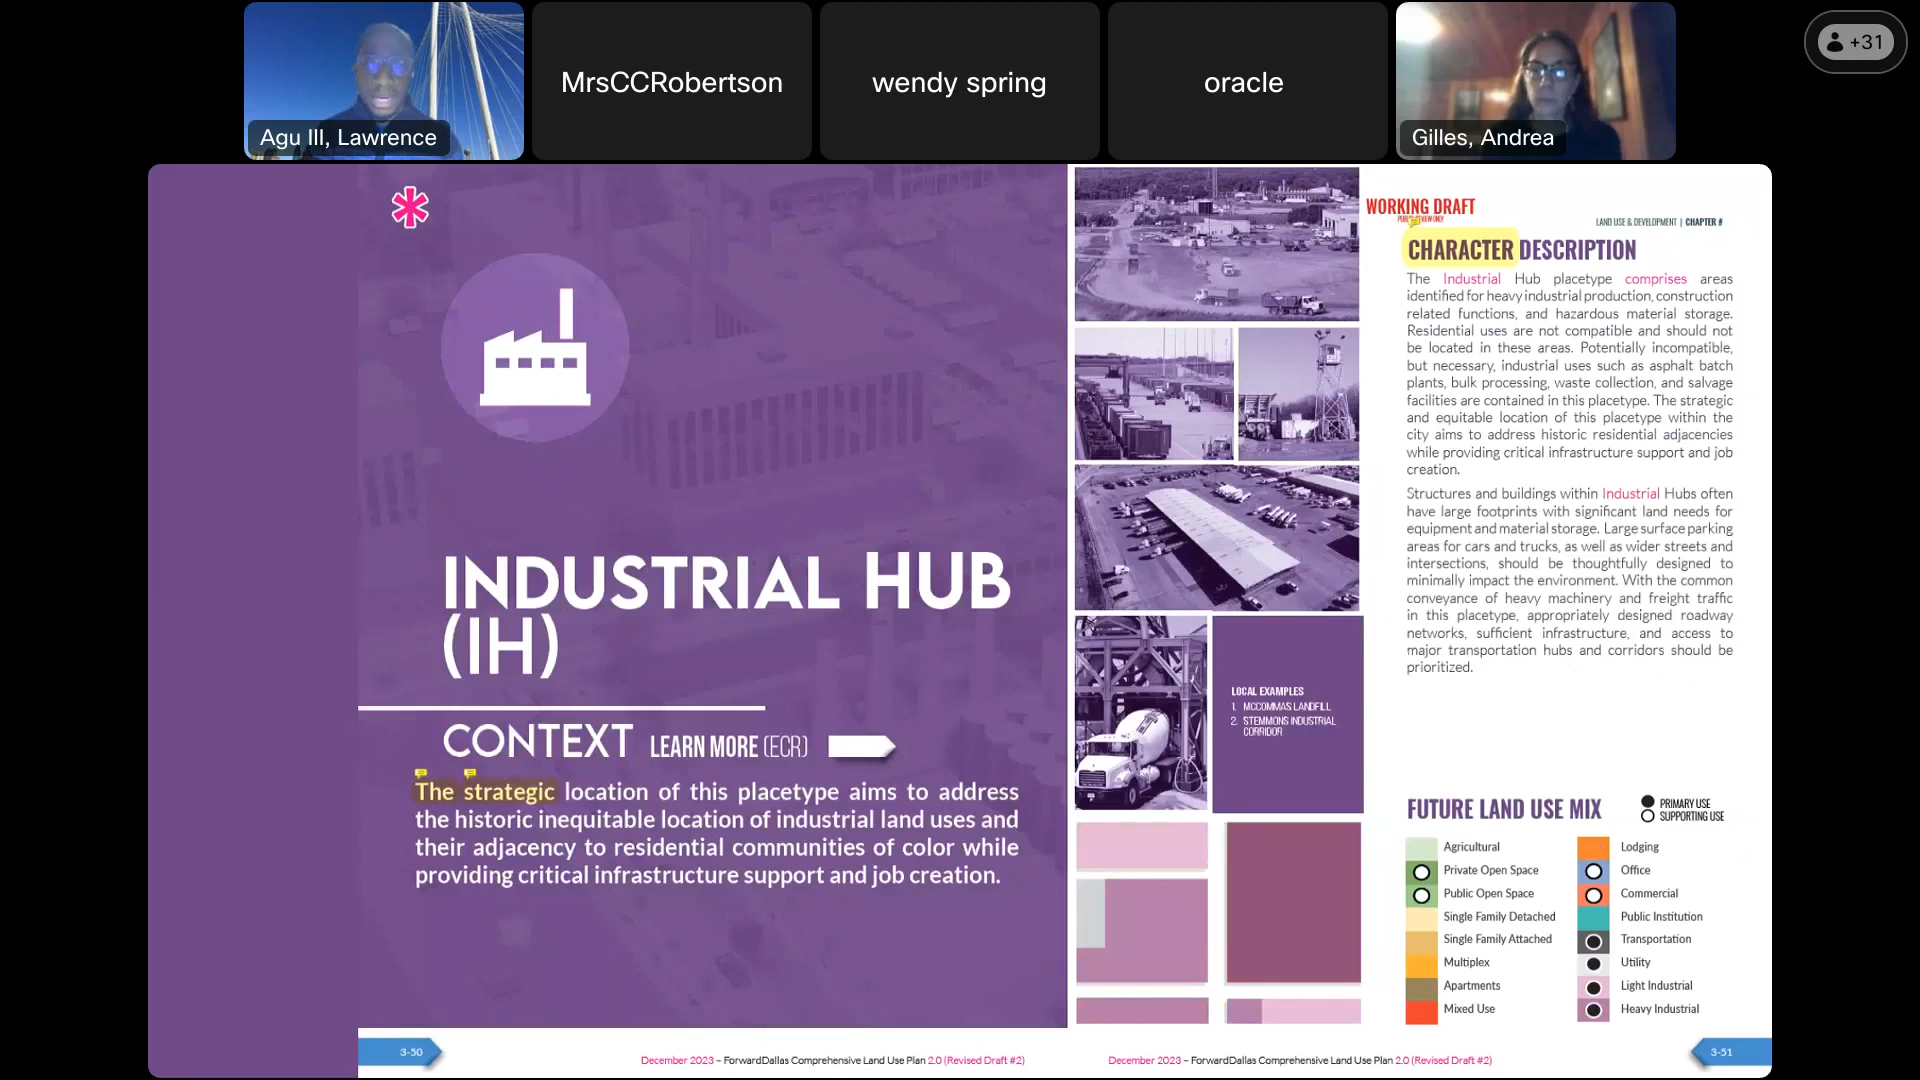 MrsCCRobertson
wendy spring
oracle
+31
Agu III, Lawrence
Gilles, Andrea
INDUSTRIAL HUB
(IH)
CONTEXT LEARN MORE (ECR)
The strategic location of this placetype aims to address
the historic inequitable location of industrial land uses and
their adjacency to residential communities of color while
providing critical infrastructure support and job creation.
3-50
December 2023 – ForwardDallas Comprehensive Land Use Plan 2.0 (Revised Draft #2)
LOCAL EXAMPLES
1. MCCOMMAS LANDFILL
2. STEMMONS INDUSTRIAL
CORRIDOR
WORKING DRAFT
LAND USE & DEVELOPMENT | CHAPTER #
CHARACTER DESCRIPTION
The Industrial Hub placetype comprises areas
identified for heavy industrial production, construction
related functions, and hazardous material storage.
Residential uses are not compatible and should not
be located in these areas. Potentially incompatible,
but necessary, industrial uses such as asphalt batch
plants, bulk processing, waste collection, and salvage
facilities are contained in this placetype. The strategic
and equitable location of this placetype within the
city aims to address historic residential adjacencies
while providing critical infrastructure support and job
creation.
Structures and buildings within Industrial Hubs often
have large footprints with significant land needs for
equipment and material storage. Large surface parking
areas for cars and trucks, as well as wider streets and
intersections, should be thoughtfully designed to
minimally impact the environment. With the common
conveyance of heavy machinery and freight traffic
in this placetype, appropriately designed roadway
networks, sufficient infrastructure, and access to
major transportation hubs and corridors should be
prioritized.
FUTURE LAND USE MIX
PRIMARY USE
SUPPORTING USE
Agricultural
Private Open Space
Public Open Space
Single Family Detached
Single Family Attached
Multiplex
Apartments
Mixed Use
Lodging
Office
Commercial
Public Institution
Transportation
Utility
Light Industrial
Heavy Industrial
December 2023 – ForwardDallas Comprehensive Land Use Plan 2.0 (Revised Draft #2)
3-51